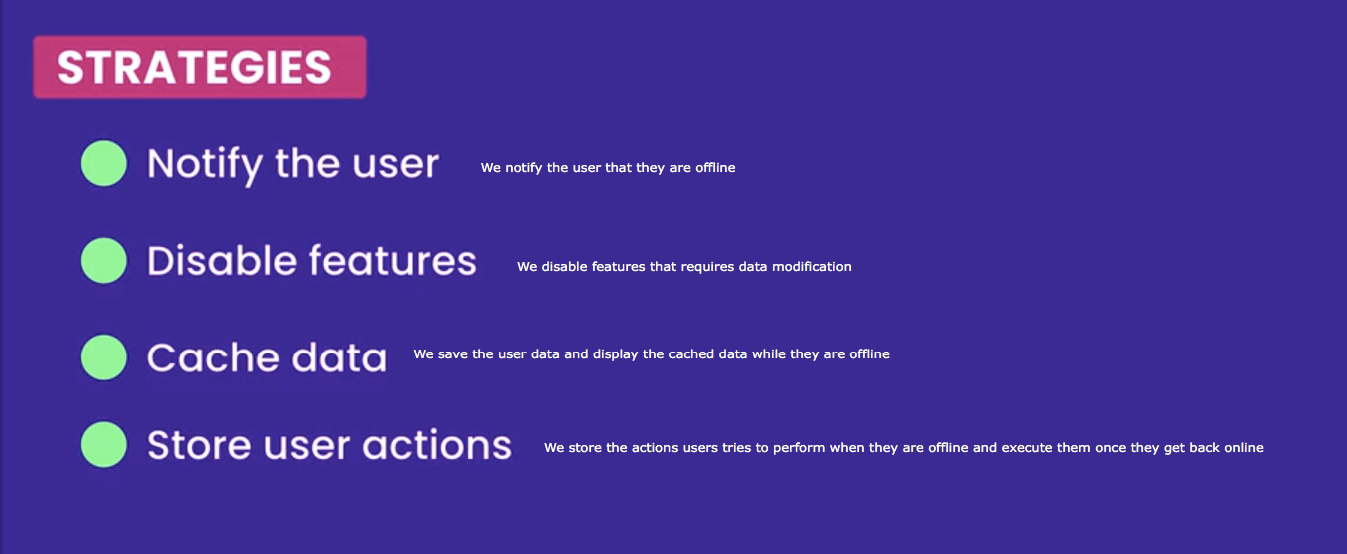 STRATEGIES
Notify the user We notify the user that they are offline
Disable features We disable features that requires data modification
Cache data We save the user data and display the cached data while they are offline
Store user actions We store the actions users tries to perform when they are offline and execute them once they get back online